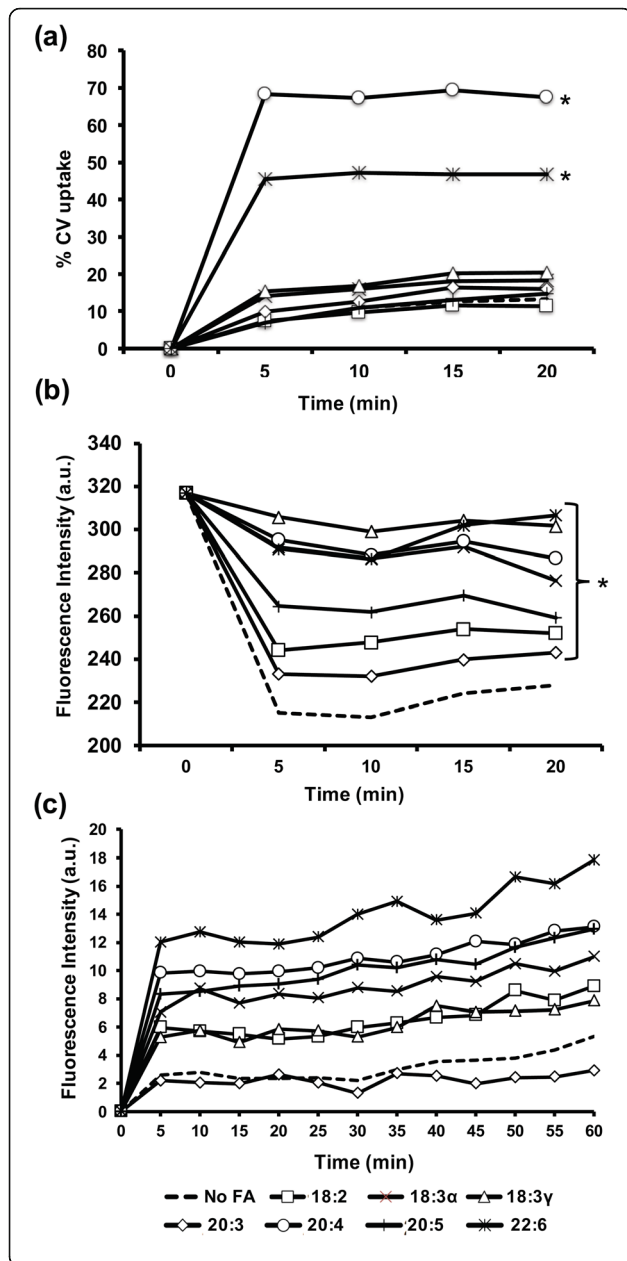 (a)
% CV uptake
80
70
60
50
40
30
20
10
0
*
*
0 5 10 15 20
Time (min)
(b)
Fluorescence Intensity (a.u.)
340
320
300
280
260
240
220
200
*
0 5 10 15 20
Time (min)
(c)
Fluorescence Intensity (a.u.)
20
18
16
14
12
10
8
6
4
2
0
0 5 10 15 20 25 30 35 40 45 50 55 60
Time (min)
No FA 18:2 18:3α 18:3γ
20:3 20:4 20:5 22:6